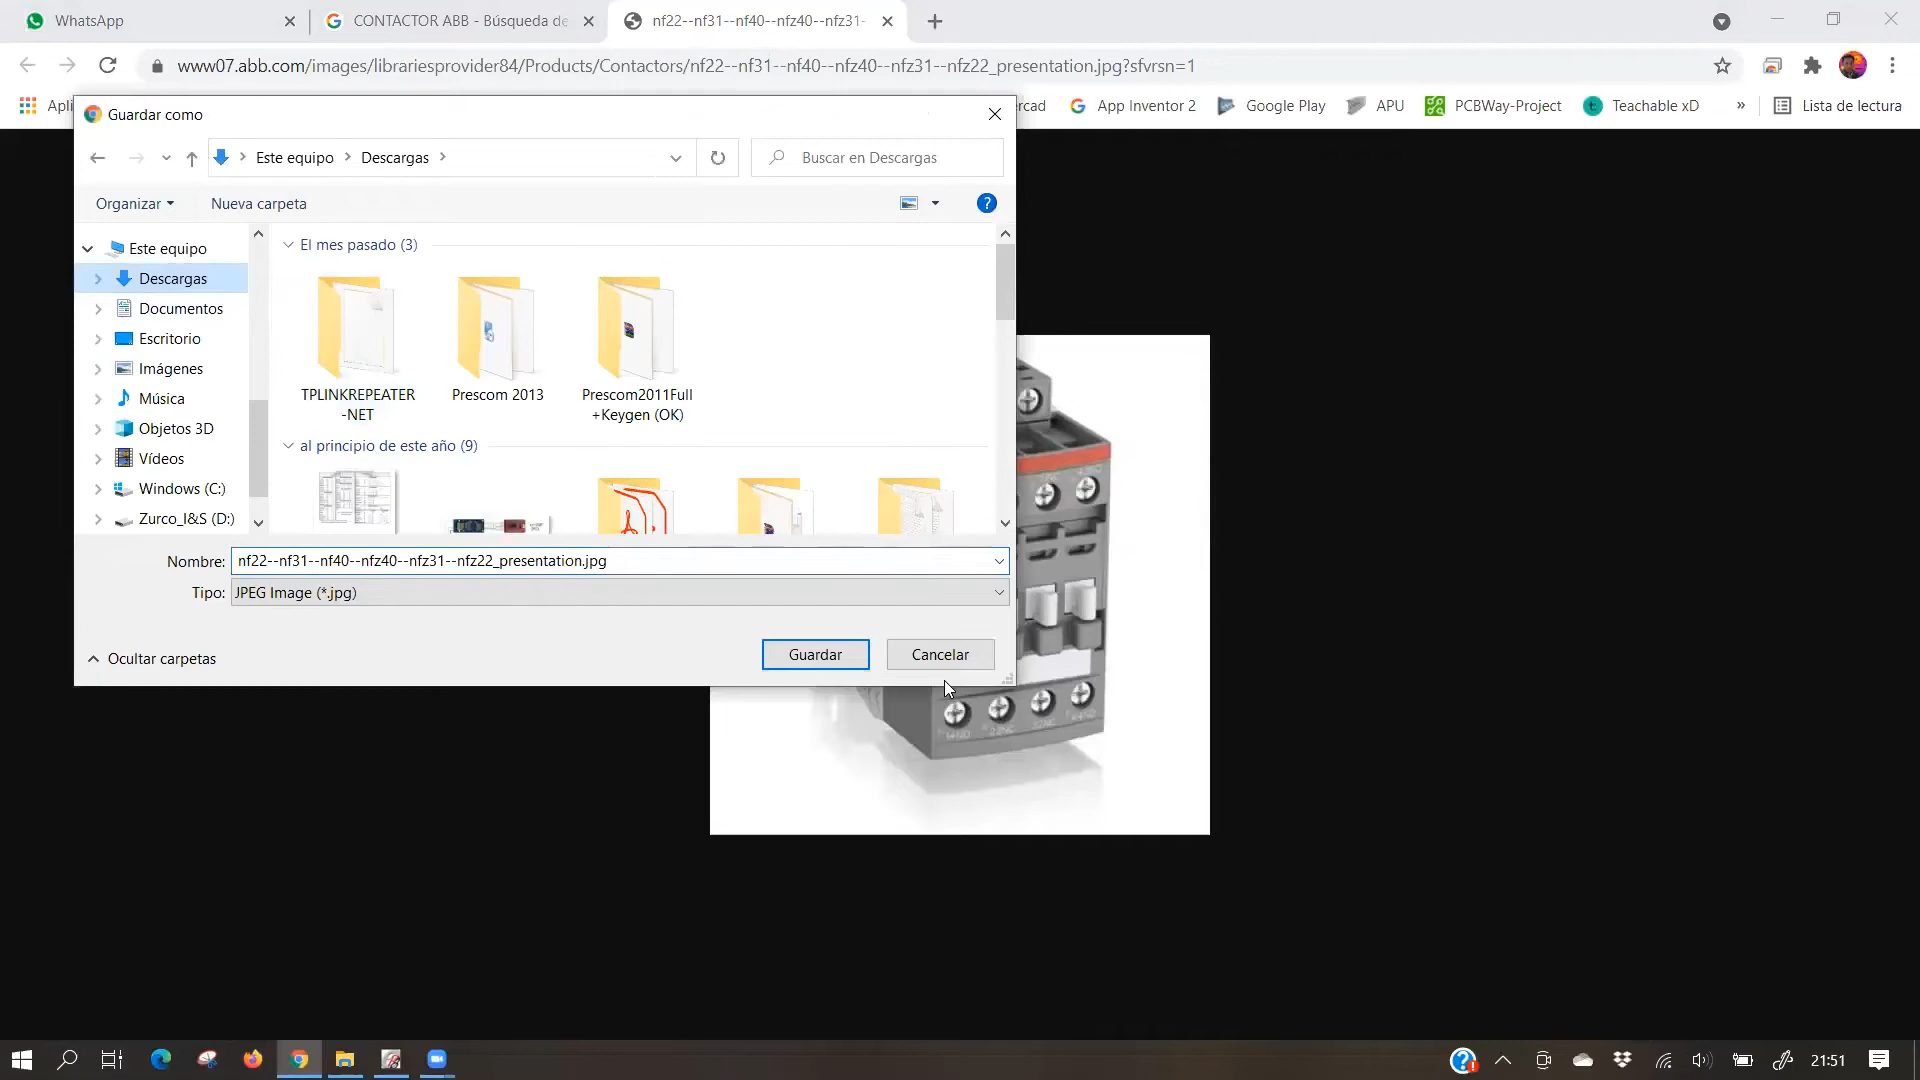 WhatsApp
CONTACTOR ABB - Búsqueda de
nf22--nf31--nf40--nfz40--nfz31-
www07.abb.com/images/librariesprovider84/Products/Contactors/nf22--nf31--nf40--nfz40--nfz31--nfz22_presentation.jpg?sfvrsn=1
Apli
ercad
App Inventor 2
Google Play
APU
PCBWay-Project
Teachable xD
»
Lista de lectura
Guardar como
Este equipo
Descargas
Buscar en Descargas
Organizar
Nueva carpeta
Este equipo
Descargas
Documentos
Escritorio
Imágenes
Música
Objetos 3D
Vídeos
Windows (C:)
Zurco_I&S (D:)
El mes pasado (3)
TPLINKREPEATER
-NET
Prescom 2013
Prescom2011Full
+Keygen (OK)
al principio de este año (9)
Nombre:
nf22--nf31--nf40--nfz40--nfz31--nfz22_presentation.jpg
Tipo:
JPEG Image (*.jpg)
Ocultar carpetas
Guardar
Cancelar
21:51